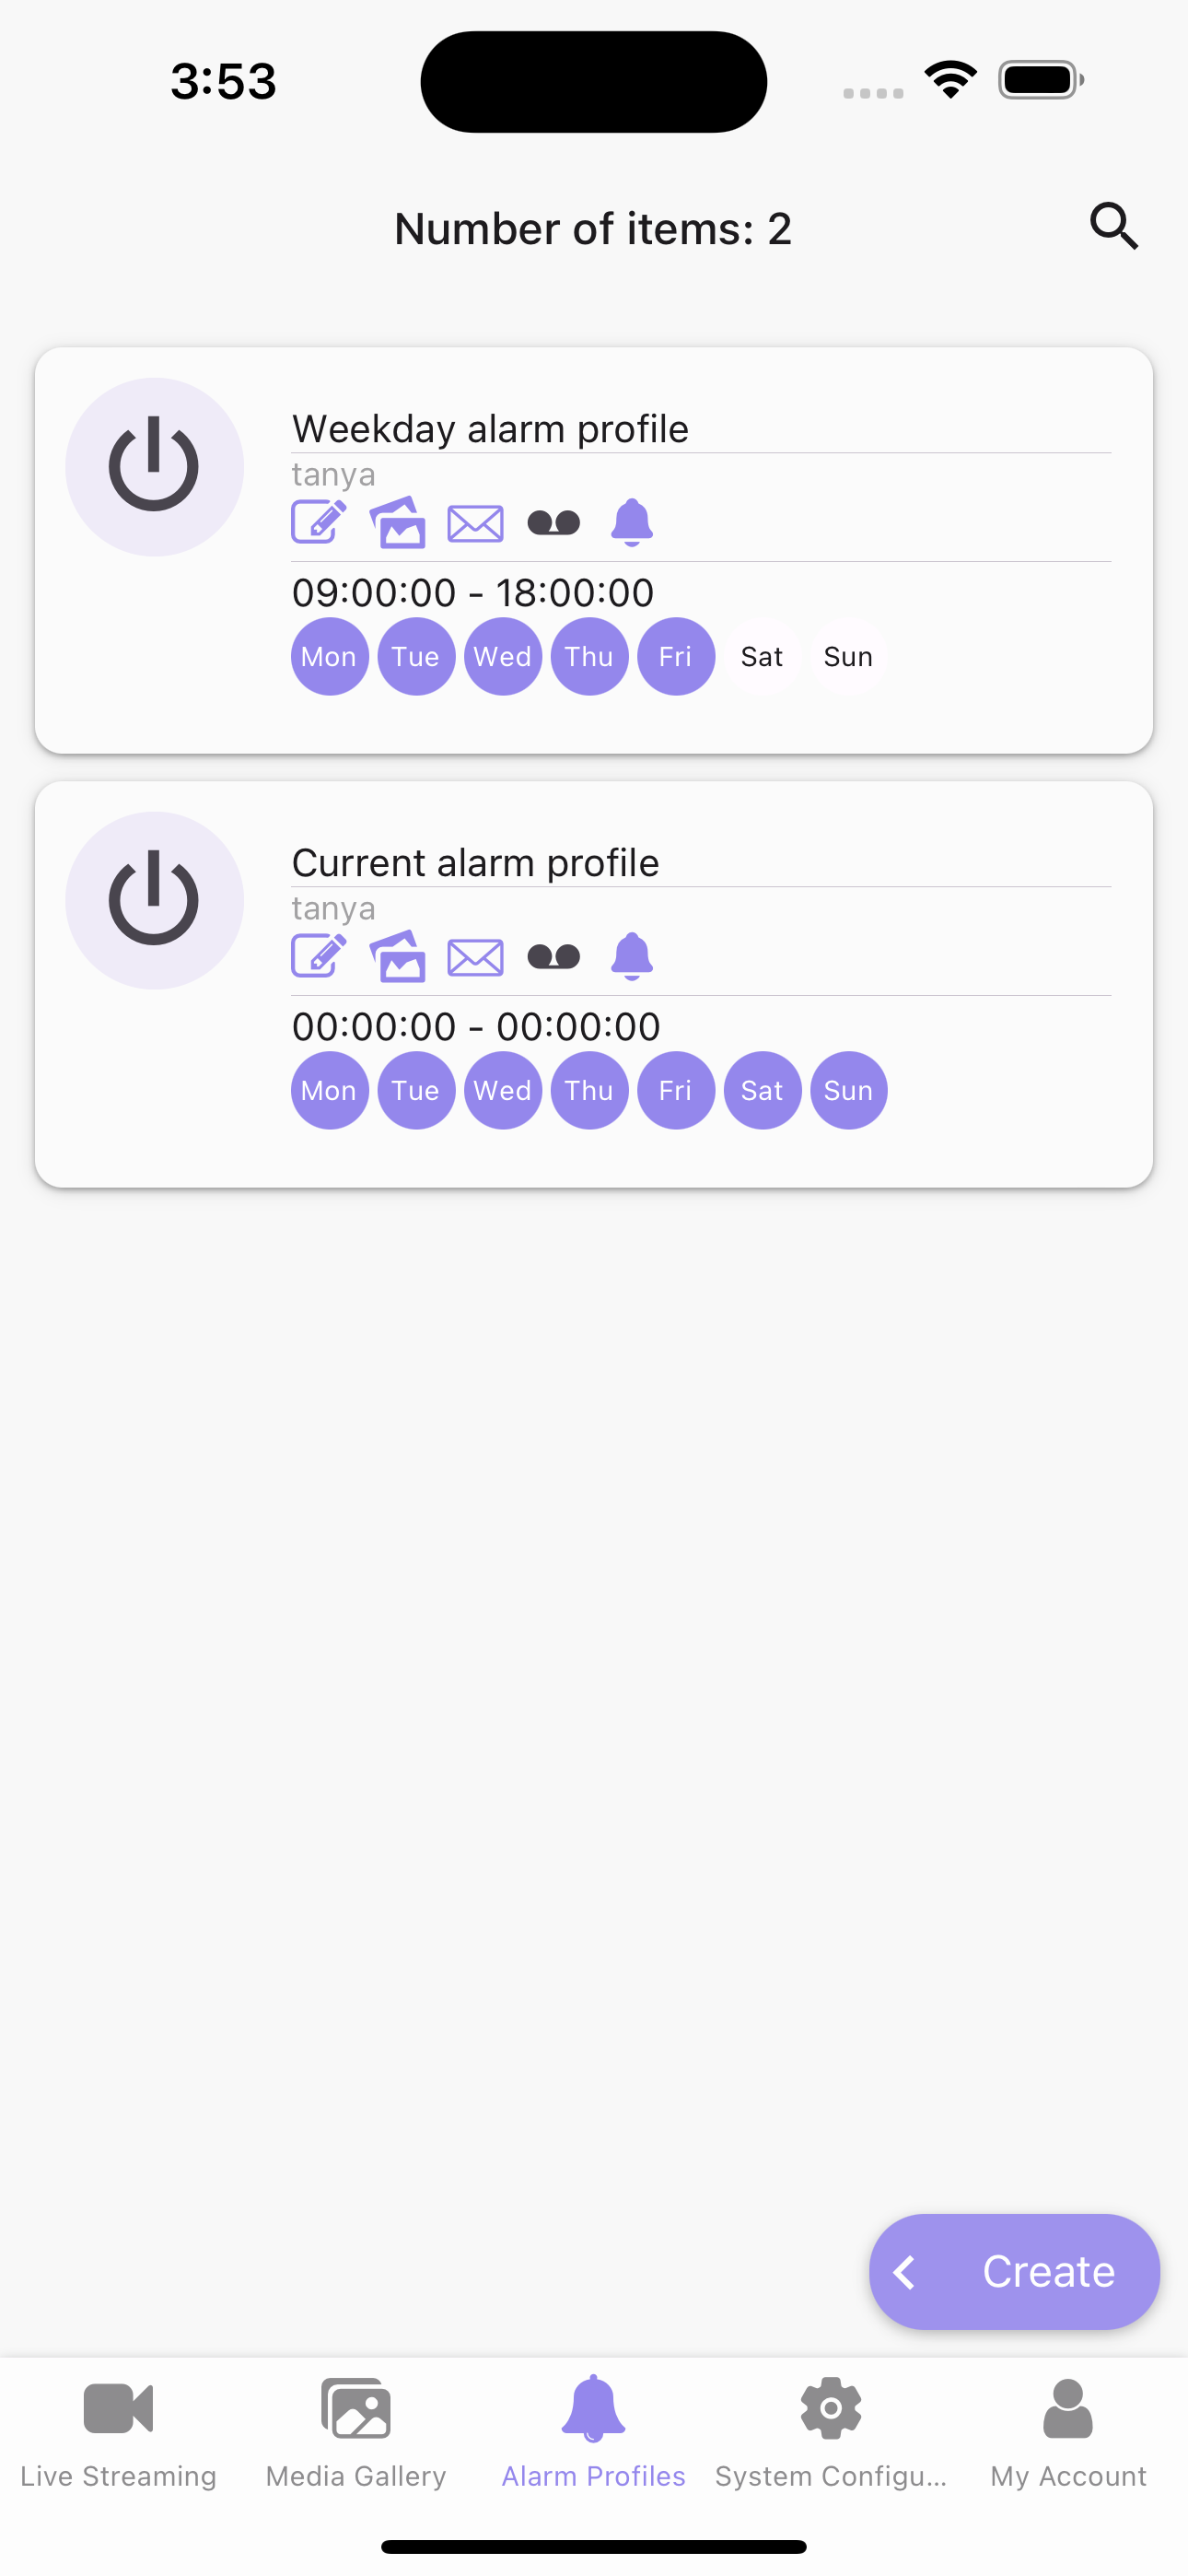 3:53
Number of items: 2
Weekday alarm profile
tanya
09:00:00 - 18:00:00
Mon Tue Wed Thu Fri Sat Sun
Current alarm profile
tanya
00:00:00 - 00:00:00
Mon Tue Wed Thu Fri Sat Sun
Create
Live Streaming Media Gallery Alarm Profiles System Configu... My Account